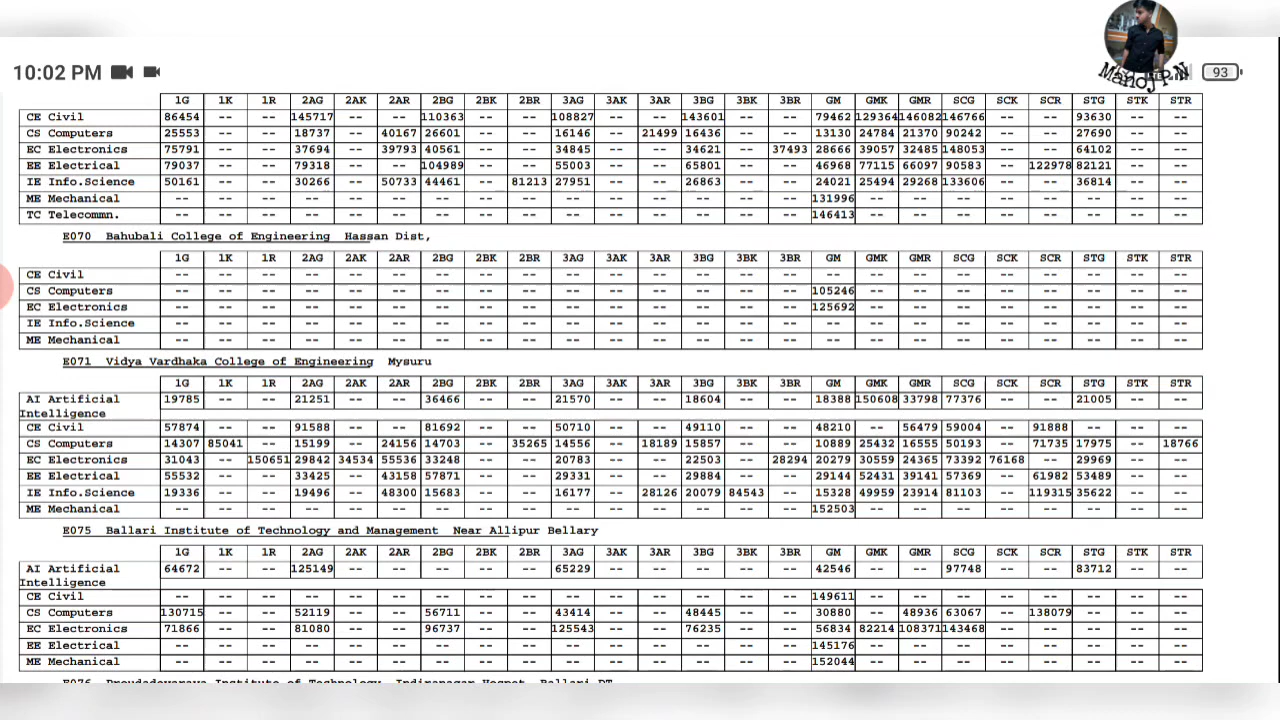 Manoj P N
10:02 PM 93
1G 1K 1R 2AG 2AK 2AR 2BG 2BK 2BR 3AG 3AK 3AR 3BG 3BK 3BR GM GMK GMR SCG SCK SCR STG STK STR
CE Civil 86454 -- -- 145717 -- -- 110363 -- -- 108827 -- -- 143601 -- -- 79462 129364 146082 146766 -- -- 93630 -- --
CS Computers 25553 -- -- 18737 -- 40167 26601 -- -- 16146 -- 21499 16436 -- -- 13130 24784 21370 90242 -- -- 27690 -- --
EC Electronics 75791 -- -- 37694 -- 39793 40561 -- -- 34845 -- -- 34621 -- 37493 28666 39057 32485 148053 -- -- 64102 -- --
EE Electrical 79037 -- -- 79318 -- -- 104989 -- -- 55003 -- -- 65801 -- -- 46968 77115 66097 90583 -- 122978 82121 -- --
IE Info.Science 50161 -- -- 30266 -- 50733 44461 -- 81213 27951 -- -- 26863 -- -- 24021 25494 29268 133606 -- -- 36814 -- --
ME Mechanical -- -- -- -- -- -- -- -- -- -- -- -- -- -- -- 131996 -- -- -- -- -- -- -- --
TC Telecommn. -- -- -- -- -- -- -- -- -- -- -- -- -- -- -- 146413 -- -- -- -- -- -- -- --
E070 Bahubali College of Engineering Hassan Dist,
1G 1K 1R 2AG 2AK 2AR 2BG 2BK 2BR 3AG 3AK 3AR 3BG 3BK 3BR GM GMK GMR SCG SCK SCR STG STK STR
CE Civil -- -- -- -- -- -- -- -- -- -- -- -- -- -- -- -- -- -- -- -- -- -- -- --
CS Computers -- -- -- -- -- -- -- -- -- -- -- -- -- -- -- 105246 -- -- -- -- -- -- -- --
EC Electronics -- -- -- -- -- -- -- -- -- -- -- -- -- -- -- 125692 -- -- -- -- -- -- -- --
IE Info.Science -- -- -- -- -- -- -- -- -- -- -- -- -- -- -- -- -- -- -- -- -- -- -- --
ME Mechanical -- -- -- -- -- -- -- -- -- -- -- -- -- -- -- -- -- -- -- -- -- -- -- --
E071 Vidya Vardhaka College of Engineering Mysuru
1G 1K 1R 2AG 2AK 2AR 2BG 2BK 2BR 3AG 3AK 3AR 3BG 3BK 3BR GM GMK GMR SCG SCK SCR STG STK STR
AI Artificial 19785 -- -- 21251 -- -- 36466 -- -- 21570 -- -- 18604 -- -- 18388 150608 33798 77376 -- -- 21005 -- --
Intelligence
CE Civil 57874 -- -- 91588 -- -- 81692 -- -- 50710 -- -- 49110 -- -- 48210 -- 56479 59004 -- 91888 -- -- --
CS Computers 14307 85041 -- 15199 -- 24156 14703 -- 35265 14556 -- 18189 15857 -- -- 10889 25432 16555 50193 -- 71735 17975 -- 18766
EC Electronics 31043 -- 150651 29842 34534 55536 33248 -- -- 20783 -- -- 22503 -- 28294 20279 30559 24365 73392 76168 -- 29969 -- --
EE Electrical 55532 -- -- 33425 -- 43158 57871 -- -- 29331 -- -- 29884 -- -- 29144 52431 39141 57369 -- 61982 53489 -- --
IE Info.Science 19336 -- -- 19496 -- 48300 15683 -- -- 16177 -- 28126 20079 84543 -- 15328 49959 23914 81103 -- 119315 35622 -- --
ME Mechanical -- -- -- -- -- -- -- -- -- -- -- -- -- -- -- 152503 -- -- -- -- -- -- -- --
E075 Ballari Institute of Technology and Management Near Allipur Bellary
1G 1K 1R 2AG 2AK 2AR 2BG 2BK 2BR 3AG 3AK 3AR 3BG 3BK 3BR GM GMK GMR SCG SCK SCR STG STK STR
AI Artificial 64672 -- -- 125149 -- -- -- -- -- 65229 -- -- -- -- -- 42546 -- -- 97748 -- -- 83712 -- --
Intelligence
CE Civil -- -- -- -- -- -- -- -- -- -- -- -- -- -- -- 149611 -- -- -- -- -- -- -- --
CS Computers 130715 -- -- 52119 -- -- 56711 -- -- 43414 -- -- 48445 -- -- 30880 -- 48936 63067 -- 138079 -- -- --
EC Electronics 71866 -- -- 81080 -- -- 96737 -- -- 125543 -- -- 76235 -- -- 56834 82214 108371 143468 -- -- -- -- --
EE Electrical -- -- -- -- -- -- -- -- -- -- -- -- -- -- -- 145176 -- -- -- -- -- -- -- --
ME Mechanical -- -- -- -- -- -- -- -- -- -- -- -- -- -- -- 152044 -- -- -- -- -- -- -- --